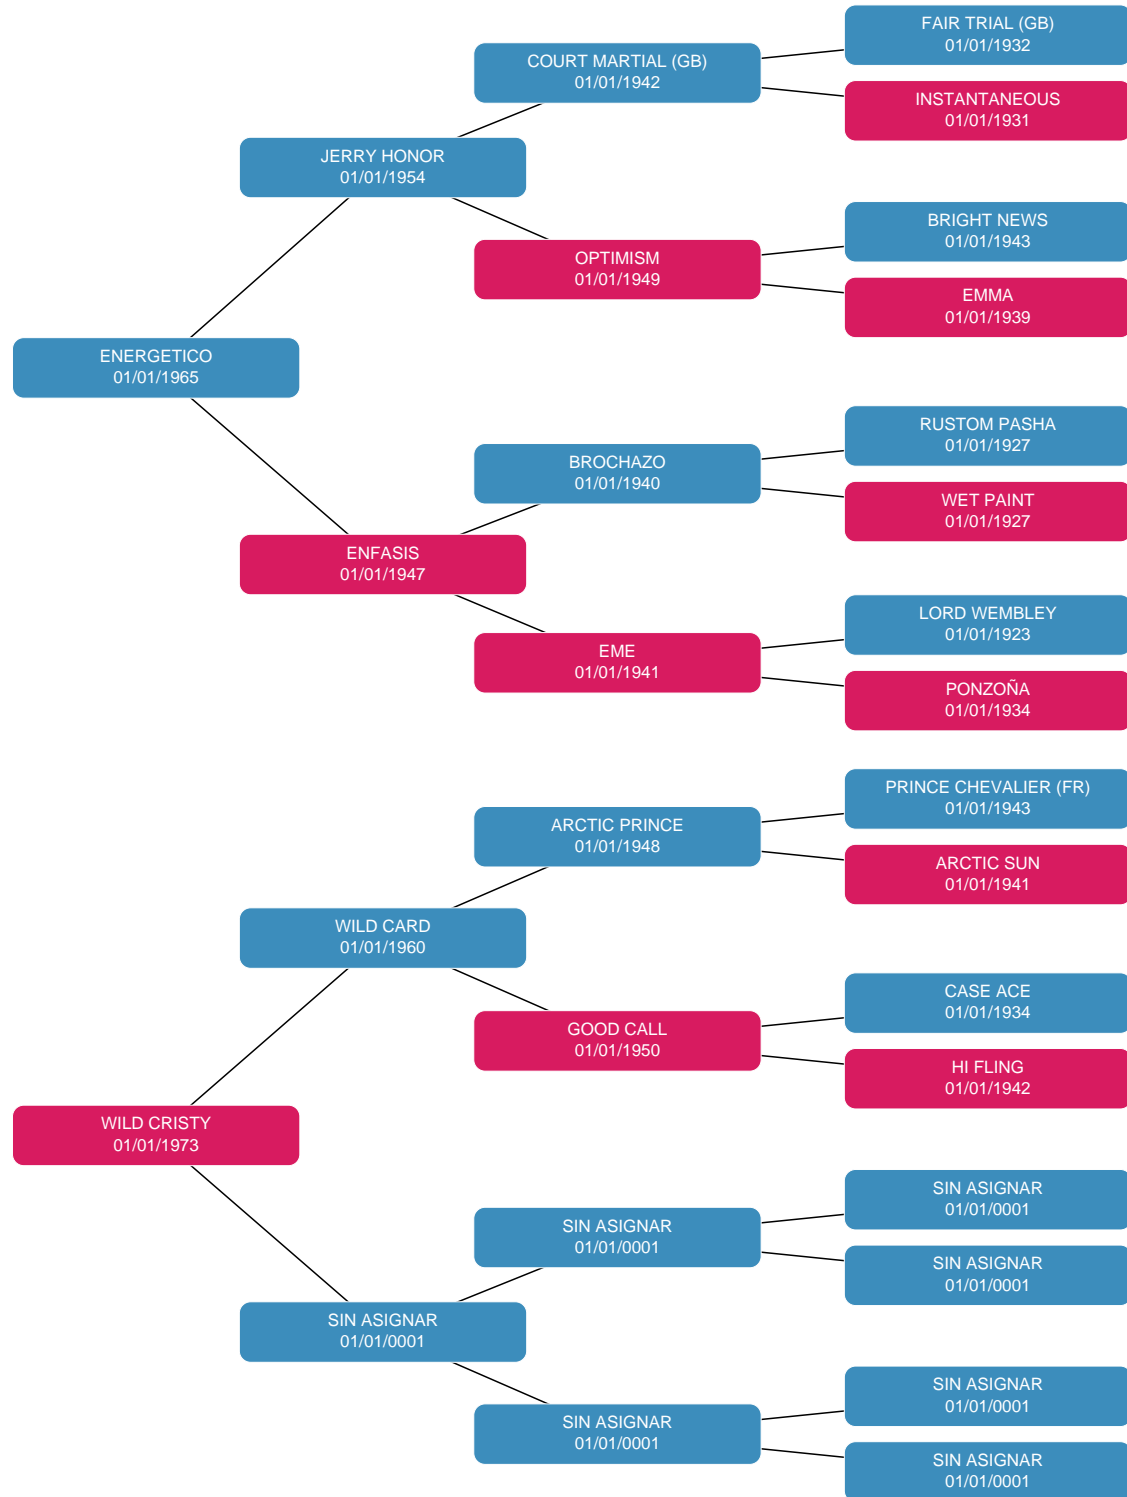 FAIR TRIAL (GB)
01/01/1932
COURT MARTIAL (GB)
01/01/1942
INSTANTANEOUS
01/01/1931
JERRY HONOR
01/01/1954
BRIGHT NEWS
01/01/1943
OPTIMISM
01/01/1949
EMMA
01/01/1939
ENERGETICO
01/01/1965
RUSTOM PASHA
01/01/1927
BROCHAZO
01/01/1940
WET PAINT
01/01/1927
ENFASIS
01/01/1947
LORD WEMBLEY
01/01/1923
EME
01/01/1941
PONZOÑA
01/01/1934
PRINCE CHEVALIER (FR)
01/01/1943
ARCTIC PRINCE
01/01/1948
ARCTIC SUN
01/01/1941
WILD CARD
01/01/1960
CASE ACE
01/01/1934
GOOD CALL
01/01/1950
HI FLING
01/01/1942
WILD CRISTY
01/01/1973
SIN ASIGNAR
01/01/0001
SIN ASIGNAR
01/01/0001
SIN ASIGNAR
01/01/0001
SIN ASIGNAR
01/01/0001
SIN ASIGNAR
01/01/0001
SIN ASIGNAR
01/01/0001
SIN ASIGNAR
01/01/0001